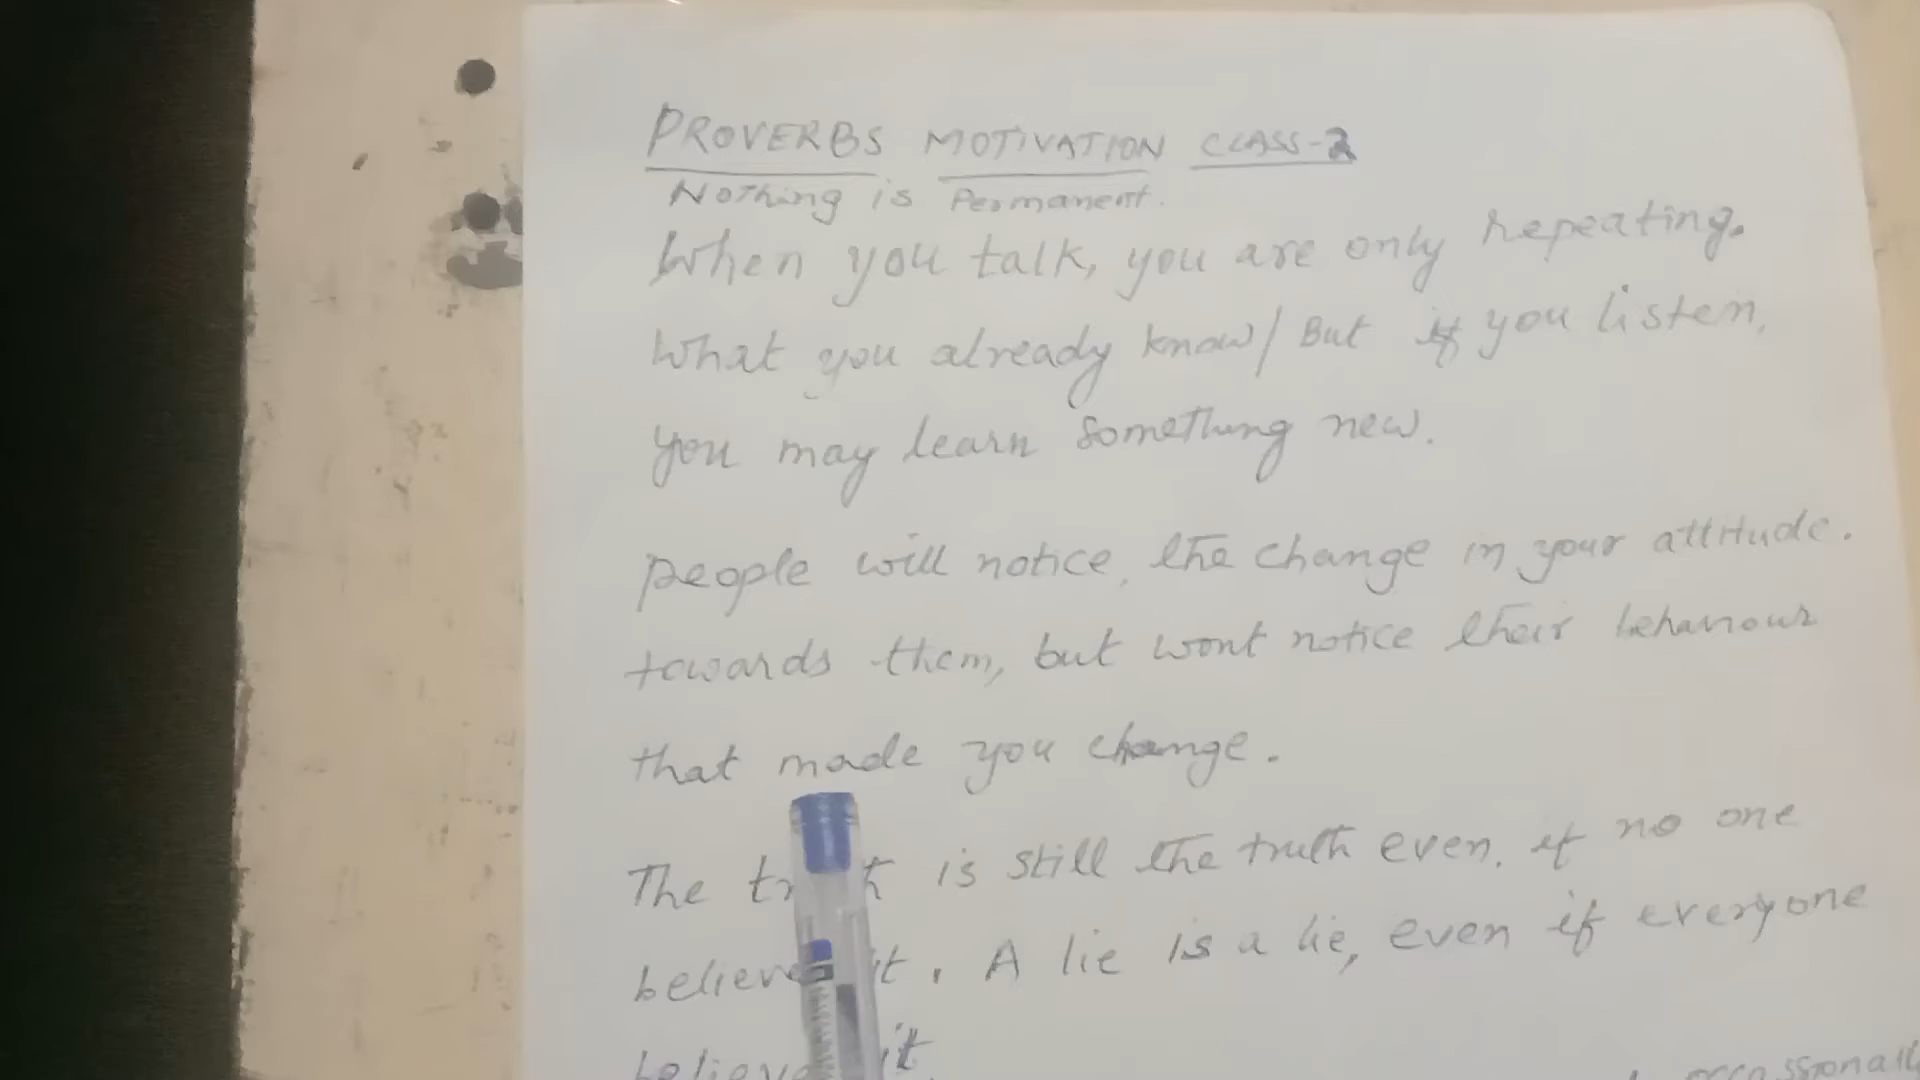 PROVERBS MOTIVATION CLASS-2
Nothing is Permanent.
When you talk, you are only repeating.
What you already know/ But if you listen,
you may learn something new.
people will notice, the change in your attitude.
towards them, but wont notice their behaviour
that made you change.
The is still the truth even, if no one
it. A lie is a lie, even if everyone
it
occassionally